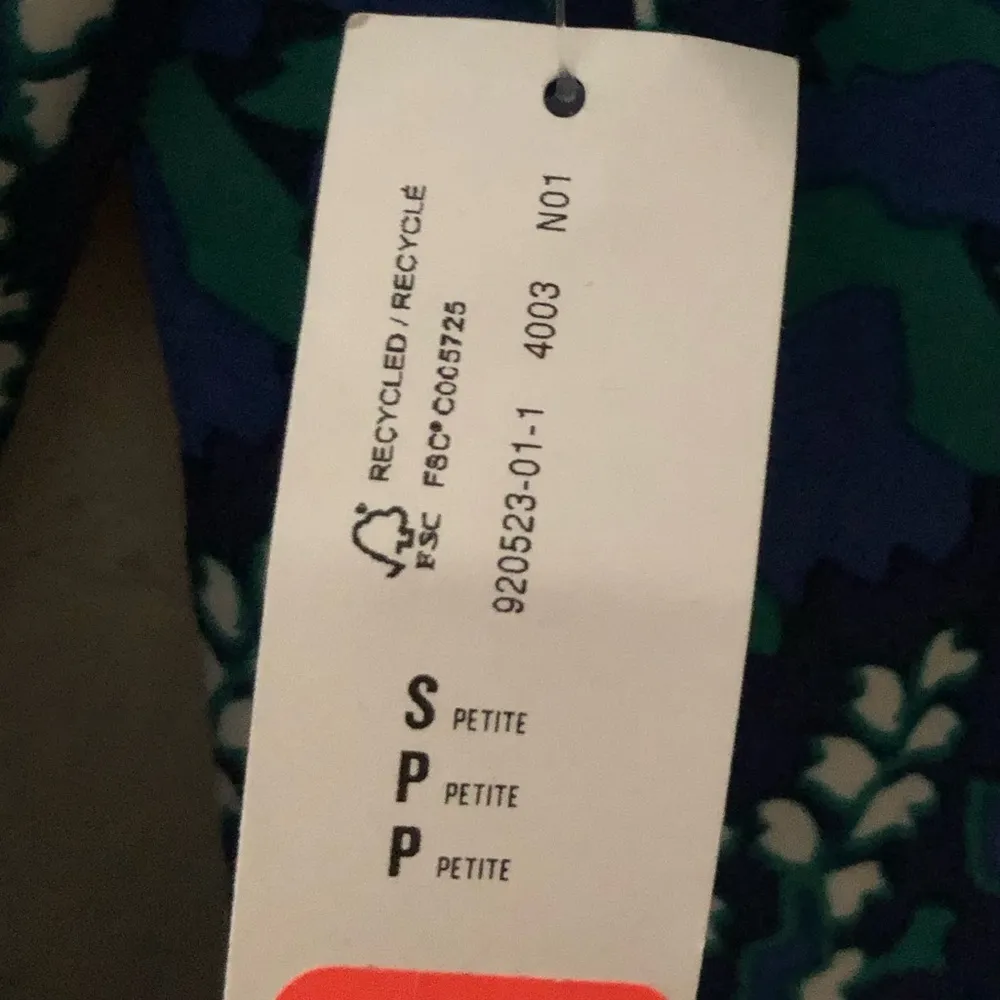 RECYCLED / RECYCLÉ
FSC FSC® C005725
920523-01-1 4003 N01
S PETITE
P PETITE
P PETITE